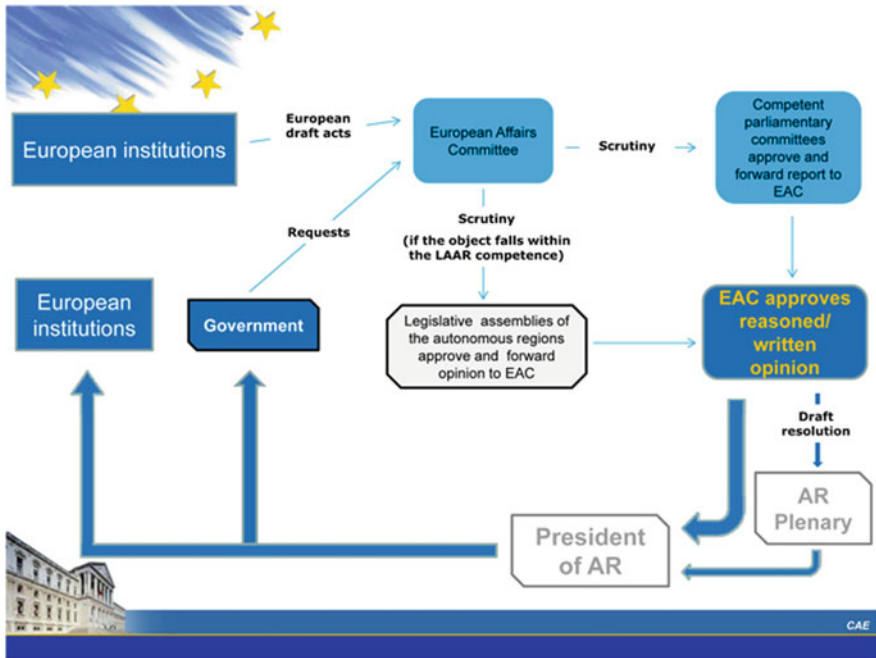 European institutions
European
draft acts
European Affairs
Committee
Scrutiny
Competent
parliamentary
committees
approve and
forward report to
EAC
Requests
Scrutiny
(if the object falls within
the LAAR competence)
European
institutions
Government
Legislative assemblies of
the autonomous regions
approve and forward
opinion to EAC
EAC approves
reasoned/
written
opinion
Draft
resolution
AR
Plenary
President
of AR
CAE